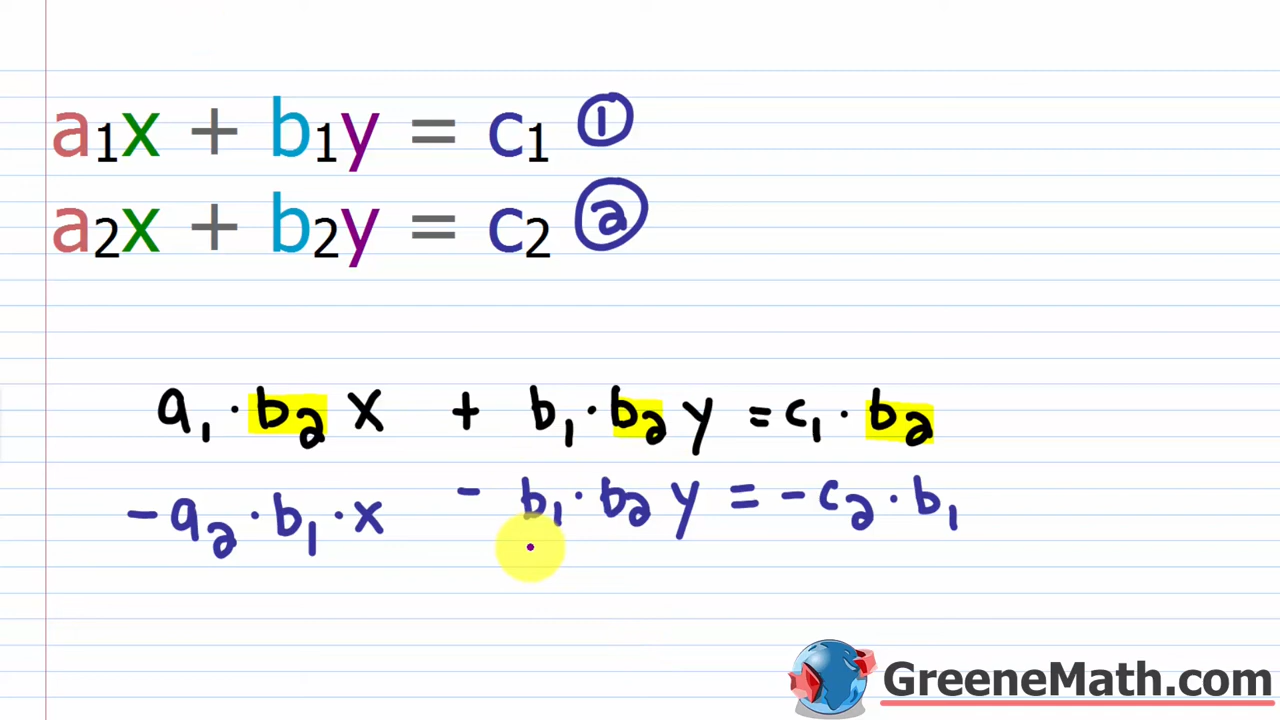 a₁x + b₁y = c₁ ①
a₂x + b₂y = c₂ ②
a₁ · b₂ x + b₁ · b₂ y = c₁ · b₂
- a₂ · b₁ · x - b₁ · b₂ y = - c₂ · b₁
GreeneMath.com